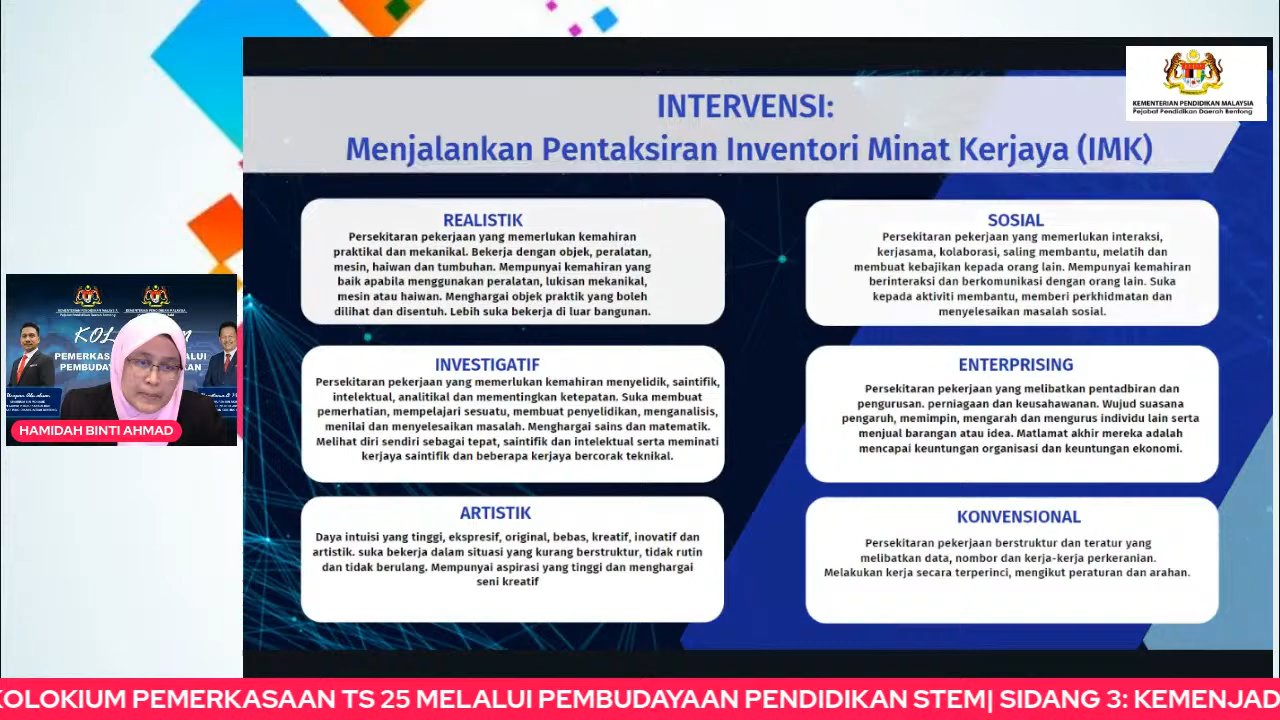 INTERVENSI:
Menjalankan Pentaksiran Inventori Minat Kerjaya (IMK)
KEMENTERIAN PENDIDIKAN MALAYSIA
Pejabat Pendidikan Daerah Bentong
REALISTIK
Persekitaran pekerjaan yang memerlukan kemahiran
praktikal dan mekanikal. Bekerja dengan objek, peralatan,
mesin, haiwan dan tumbuhan. Mempunyai kemahiran yang
baik apabila menggunakan peralatan, lukisan mekanikal,
mesin atau haiwan. Menghargai objek praktik yang boleh
dilihat dan disentuh. Lebih suka bekerja di luar bangunan.
SOSIAL
Persekitaran pekerjaan yang memerlukan interaksi,
kerjasama, kolaborasi, saling membantu, melatih dan
membuat kebajikan kepada orang lain. Mempunyai kemahiran
berinteraksi dan berkomunikasi dengan orang lain. Suka
kepada aktiviti membantu, memberi perkhidmatan dan
menyelesaikan masalah sosial.
INVESTIGATIF
Persekitaran pekerjaan yang memerlukan kemahiran menyelidik, saintifik,
intelektual, analitikal dan mementingkan ketepatan. Suka membuat
pemerhatian, mempelajari sesuatu, membuat penyelidikan, menganalisis,
menilai dan menyelesaikan masalah. Menghargai sains dan matematik.
Melihat diri sendiri sebagai tepat, saintifik dan intelektual serta meminati
kerjaya saintifik dan beberapa kerjaya bercorak teknikal.
ENTERPRISING
Persekitaran pekerjaan yang melibatkan pentadbiran dan
pengurusan. perniagaan dan keusahawanan. Wujud suasana
pengaruh, memimpin, mengarah dan mengurus individu lain serta
menjual barangan atau idea. Matlamat akhir mereka adalah
mencapai keuntungan organisasi dan keuntungan ekonomi.
ARTISTIK
Daya intuisi yang tinggi, ekspresif, original, bebas, kreatif, inovatif dan
artistik. suka bekerja dalam situasi yang kurang berstruktur, tidak rutin
dan tidak berulang. Mempunyai aspirasi yang tinggi dan menghargai
seni kreatif
KONVENSIONAL
Persekitaran pekerjaan berstruktur dan teratur yang
melibatkan data, nombor dan kerja-kerja perkeranian.
Melakukan kerja secara terperinci, mengikut peraturan dan arahan.
HAMIDAH BINTI AHMAD
KOLOKIUM PEMERKASAAN TS 25 MELALUI PEMBUDAYAAN PENDIDIKAN STEM| SIDANG 3: KEMENJAD